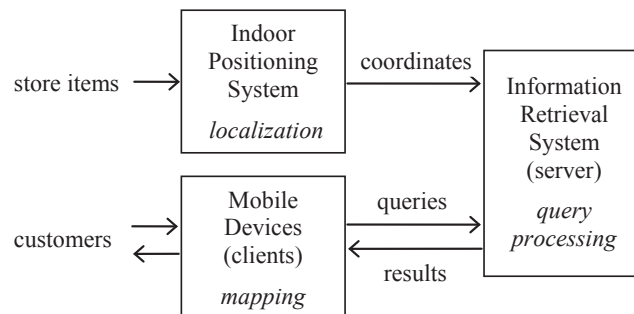 store items
Indoor
Positioning
System
localization
coordinates
Information
Retrieval
System
(server)
query
processing
customers
Mobile
Devices
(clients)
mapping
queries
results